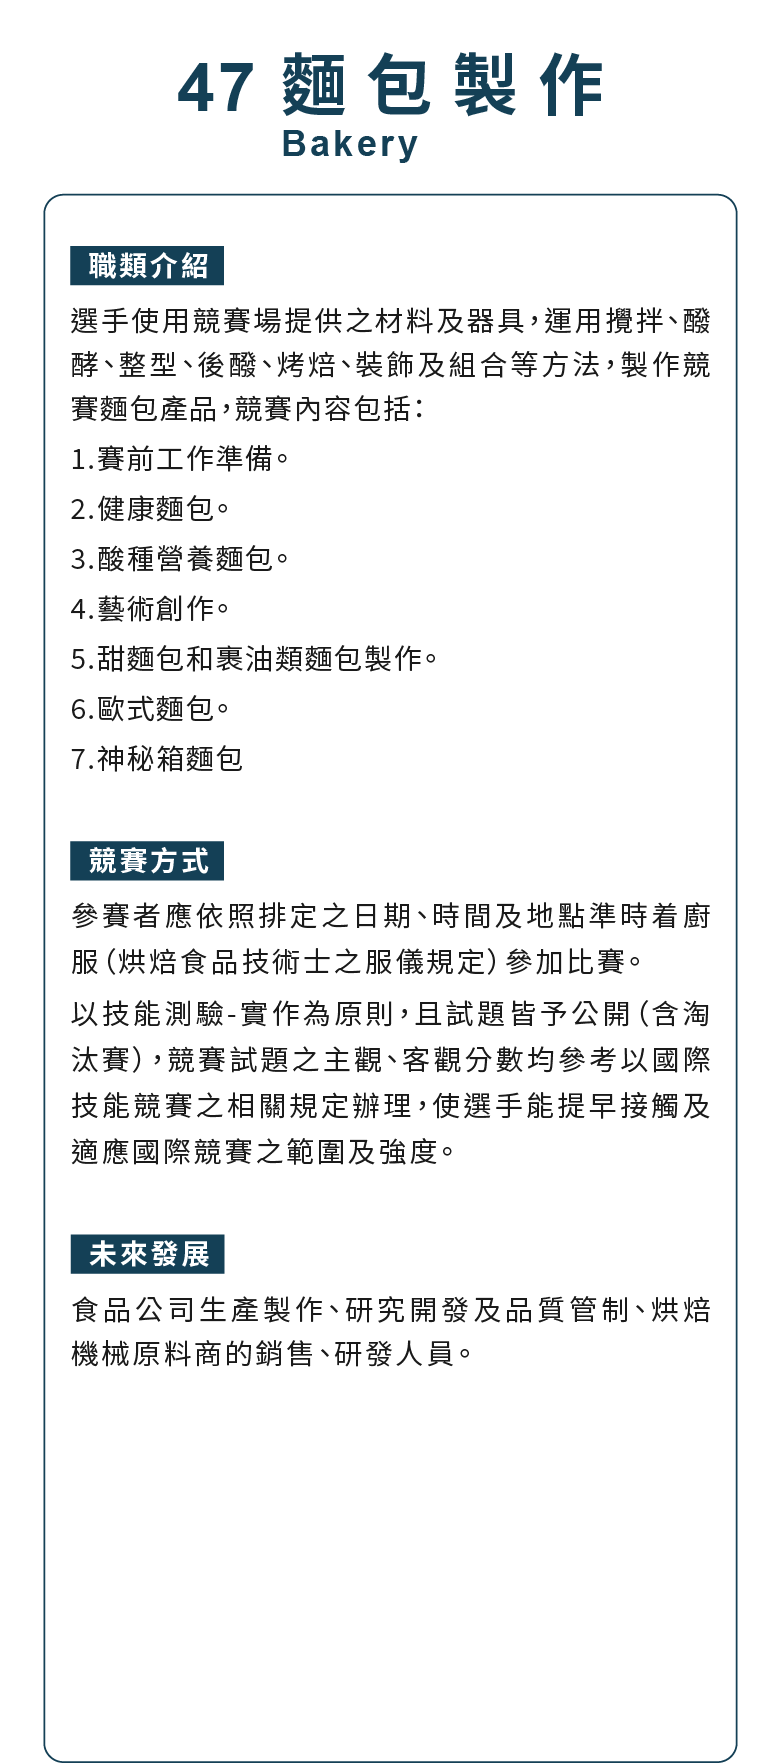 47 麵包製作
Bakery
職類介紹
選手使用競賽場提供之材料及器具，運用攪拌、醱
酵、整型、後醱、烤焙、裝飾及組合等方法，製作競
賽麵包產品，競賽內容包括：
1.賽前工作準備。
2.健康麵包。
3.酸種營養麵包。
4.藝術創作。
5.甜麵包和裹油類麵包製作。
6.歐式麵包。
7.神秘箱麵包
競賽方式
參賽者應依照排定之日期、時間及地點準時着廚
服（烘焙食品技術士之服儀規定）參加比賽。
以技能測驗-實作為原則，且試題皆予公開（含淘
汰賽），競賽試題之主觀、客觀分數均參考以國際
技能競賽之相關規定辦理，使選手能提早接觸及
適應國際競賽之範圍及強度。
未來發展
食品公司生產製作、研究開發及品質管制、烘焙
機械原料商的銷售、研發人員。